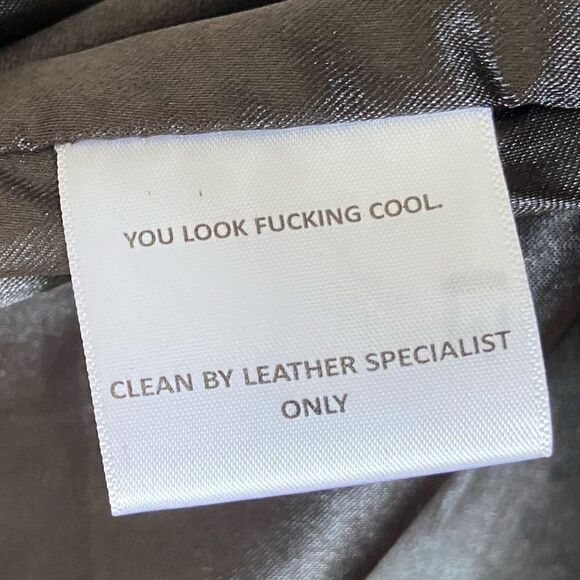 YOU LOOK FUCKING COOL.
CLEAN BY LEATHER SPECIALIST
ONLY